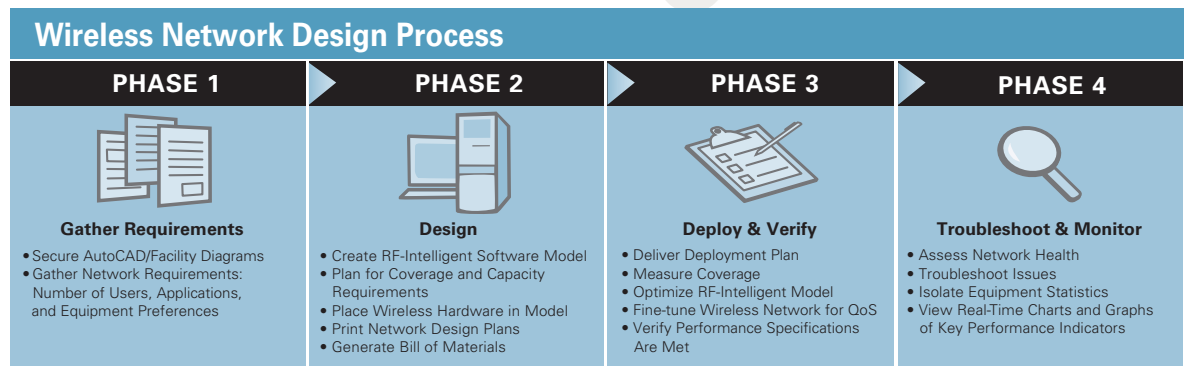 Wireless Network Design Process
PHASE 1
Gather Requirements
• Secure AutoCAD/Facility Diagrams
• Gather Network Requirements:
Number of Users, Applications,
and Equipment Preferences
PHASE 2
Design
• Create RF-Intelligent Software Model
• Plan for Coverage and Capacity
Requirements
• Place Wireless Hardware in Model
• Print Network Design Plans
• Generate Bill of Materials
PHASE 3
Deploy & Verify
• Deliver Deployment Plan
• Measure Coverage
• Optimize RF-Intelligent Model
• Fine-tune Wireless Network for QoS
• Verify Performance Specifications
Are Met
PHASE 4
Troubleshoot & Monitor
• Assess Network Health
• Troubleshoot Issues
• Isolate Equipment Statistics
• View Real-Time Charts and Graphs
of Key Performance Indicators